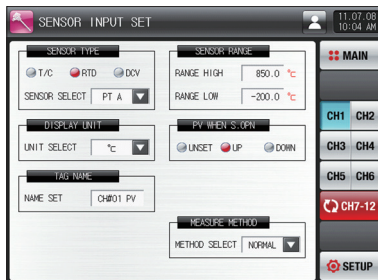 SENSOR INPUT SET
11.07.08
10:04 AM
SENSOR TYPE
T/C RTD DCV
SENSOR SELECT PT A
DISPLAY UNIT
UNIT SELECT °C
TAG NAME
NAME SET CH#01 PV
SENSOR RANGE
RANGE HIGH 850.0 °C
RANGE LOW -200.0 °C
PV WHEN S.OPN
UNSET UP DOWN
MEASURE METHOD
METHOD SELECT NORMAL
MAIN
CH1 CH2
CH3 CH4
CH5 CH6
CH7-12
SETUP